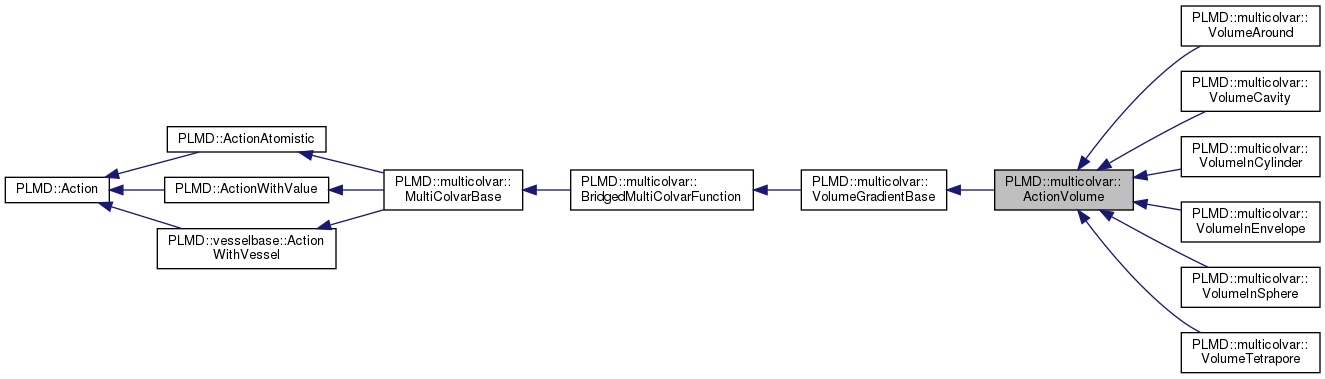 PLMD::Action
PLMD::ActionAtomistic
PLMD::ActionWithValue
PLMD::vesselbase::Action
WithVessel
PLMD::multicolvar::
MultiColvarBase
PLMD::multicolvar::
BridgedMultiColvarFunction
PLMD::multicolvar::
VolumeGradientBase
PLMD::multicolvar::
ActionVolume
PLMD::multicolvar::
VolumeAround
PLMD::multicolvar::
VolumeCavity
PLMD::multicolvar::
VolumeInCylinder
PLMD::multicolvar::
VolumeInEnvelope
PLMD::multicolvar::
VolumeInSphere
PLMD::multicolvar::
VolumeTetrapore